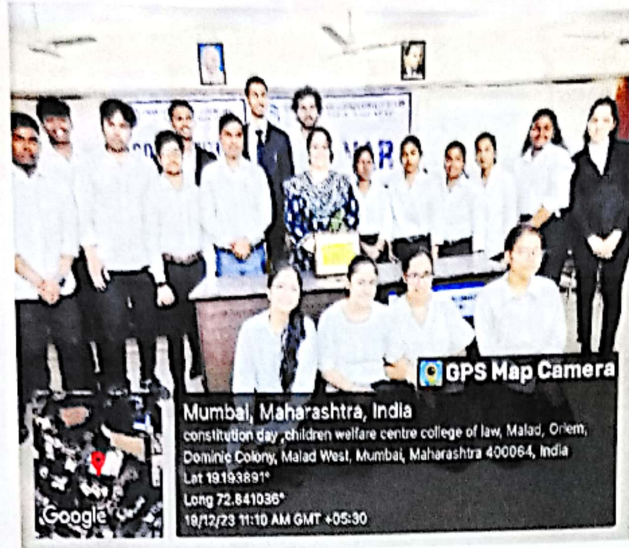 GPS Map Camera
Mumbai, Maharashtra, India
constitution day ,children welfare centre college of law, Malad, Orlem,
Dominic Colony, Malad West, Mumbai, Maharashtra 400064, India
Lat 19.193891°
Long 72.841036°
19/12/23 11:10 AM GMT +05:30
Google